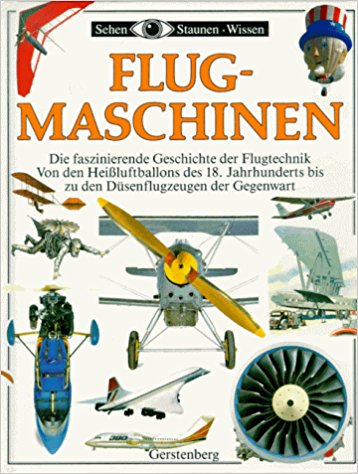 Sehen Staunen · Wissen
FLUG-
MASCHINEN
Die faszinierende Geschichte der Flugtechnik
Von den Heißluftballons des 18. Jahrhunderts bis
zu den Düsenflugzeugen der Gegenwart
300
Gerstenberg